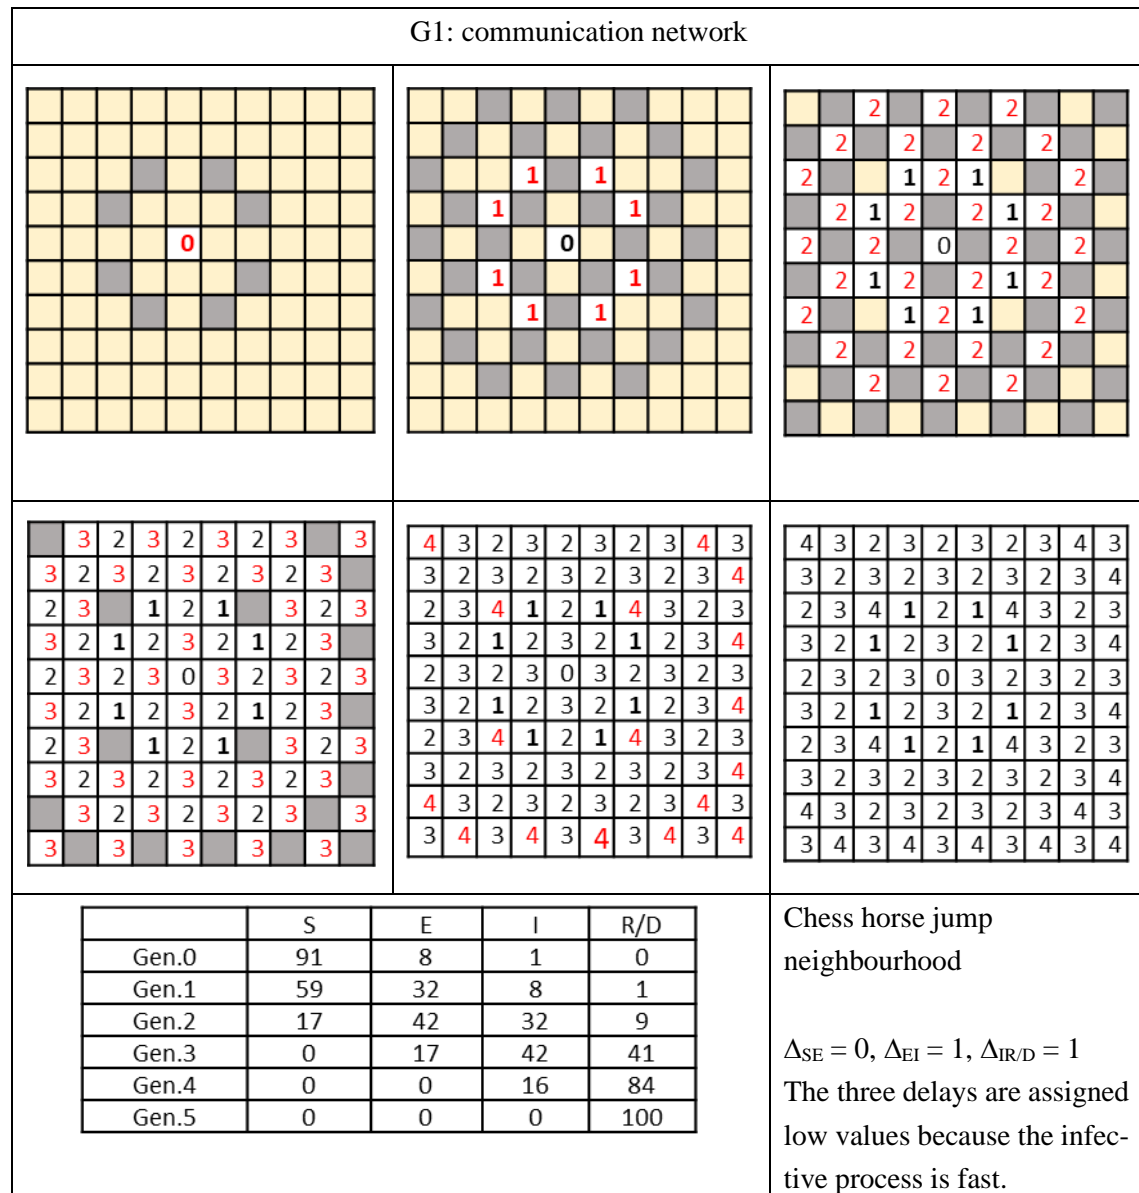 G1: communication network
0
1 1
1 1
0
1 1
1 1
2 2 2
2 2 2 2
2 1 2 1 2
2 1 2 2 1 2
2 2 0 2 2
2 1 2 2 1 2
2 1 2 1 2
2 2 2 2
2 2 2
3 2 3 2 3 2 3 3
3 2 3 2 3 2 3 2 3
2 3 1 2 1 3 2 3
3 2 1 2 3 2 1 2 3
2 3 2 3 0 3 2 3 2 3
3 2 1 2 3 2 1 2 3
2 3 1 2 1 3 2 3
3 2 3 2 3 2 3 2 3
3 2 3 2 3 2 3 3
3 3 3 3 3
4 3 2 3 2 3 2 3 4 3
3 2 3 2 3 2 3 2 3 4
2 3 4 1 2 1 4 3 2 3
3 2 1 2 3 2 1 2 3 4
2 3 2 3 0 3 2 3 2 3
3 2 1 2 3 2 1 2 3 4
2 3 4 1 2 1 4 3 2 3
3 2 3 2 3 2 3 2 3 4
4 3 2 3 2 3 2 3 4 3
3 4 3 4 3 4 3 4 3 4
4 3 2 3 2 3 2 3 4 3
3 2 3 2 3 2 3 2 3 4
2 3 4 1 2 1 4 3 2 3
3 2 1 2 3 2 1 2 3 4
2 3 2 3 0 3 2 3 2 3
3 2 1 2 3 2 1 2 3 4
2 3 4 1 2 1 4 3 2 3
3 2 3 2 3 2 3 2 3 4
4 3 2 3 2 3 2 3 4 3
3 4 3 4 3 4 3 4 3 4
S E I R/D
Gen.0 91 8 1 0
Gen.1 59 32 8 1
Gen.2 17 42 32 9
Gen.3 0 17 42 41
Gen.4 0 0 16 84
Gen.5 0 0 0 100
Chess horse jump
neighbourhood
ΔSE = 0, ΔEI = 1, ΔIR/D = 1
The three delays are assigned
low values because the infec-
tive process is fast.